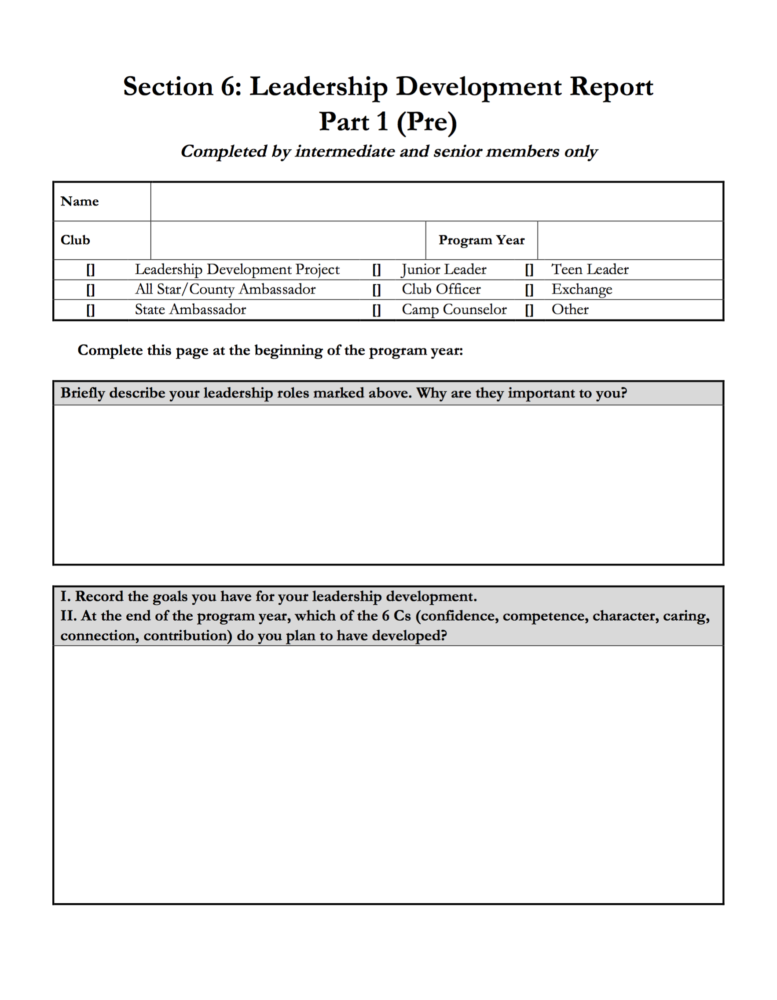 Section 6: Leadership Development Report
Part 1 (Pre)
Completed by intermediate and senior members only
Name
Club Program Year
[] Leadership Development Project [] Junior Leader [] Teen Leader
[] All Star/County Ambassador [] Club Officer [] Exchange
[] State Ambassador [] Camp Counselor [] Other
Complete this page at the beginning of the program year:
Briefly describe your leadership roles marked above. Why are they important to you?
I. Record the goals you have for your leadership development.
II. At the end of the program year, which of the 6 Cs (confidence, competence, character, caring,
connection, contribution) do you plan to have developed?